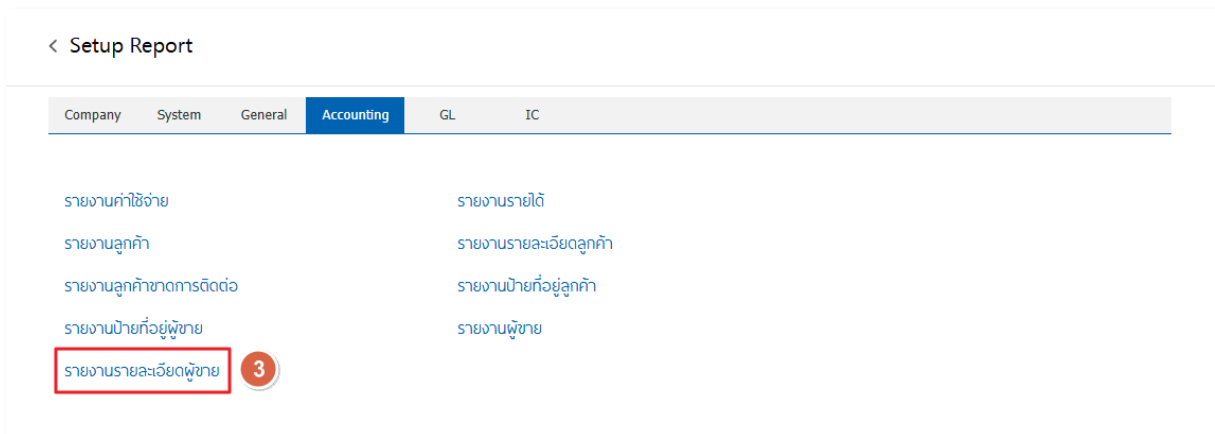 < Setup Report
Company System General Accounting GL IC
รายงานค่าใช้จ่าย รายงานรายได้
รายงานลูกค้า รายงานรายละเอียดลูกค้า
รายงานลูกค้าขาดการติดต่อ รายงานป้ายที่อยู่ลูกค้า
รายงานป้ายที่อยู่ผู้ขาย รายงานผู้ขาย
รายงานรายละเอียดผู้ขาย 3